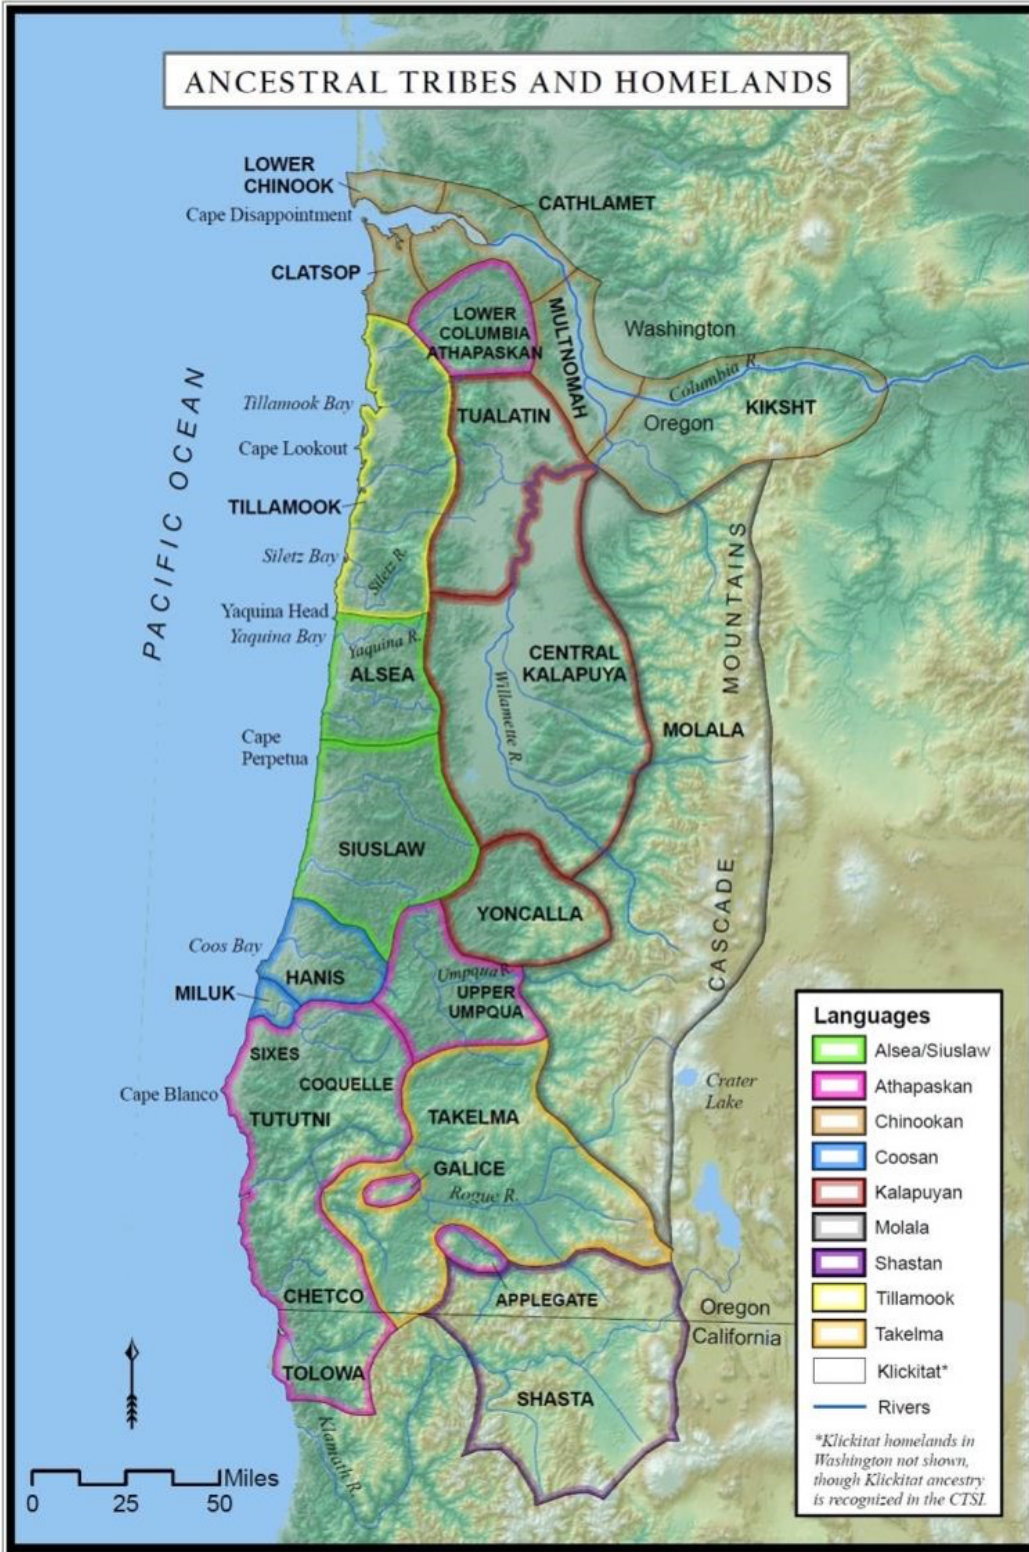 ANCESTRAL TRIBES AND HOMELANDS
LOWER
CHINOOK
CATHLAMET
Cape Disappointment
CLATSOP
LOWER
COLUMBIA
ATHAPASKAN
MULTNOMAH
Washington
Columbia R.
Oregon
KIKSHT
PACIFIC OCEAN
Tillamook Bay
TUALATIN
Cape Lookout
TILLAMOOK
Siletz Bay
Siletz R.
Yaquina Head
Yaquina Bay
Yaquina R.
ALSEA
CENTRAL
KALAPUYA
Willamette R.
MOLALA
CASCADE MOUNTAINS
Cape
Perpetua
SIUSLAW
YONCALLA
Coos Bay
HANIS
MILUK
Umpqua R.
UPPER
UMPQUA
SIXES
COQUELLE
Cape Blanco
TUTUTNI
TAKELMA
Crater
Lake
GALICE
Rogue R.
CHETCO
APPLEGATE
Oregon
California
TOLOWA
SHASTA
Klamath R.
Miles
0 25 50
Languages
Alsea/Siuslaw
Athapaskan
Chinookan
Coosan
Kalapuyan
Molala
Shastan
Tillamook
Takelma
Klickitat*
Rivers
*Klickitat homelands in
Washington not shown,
though Klickitat ancestry
is recognized in the CTSI.